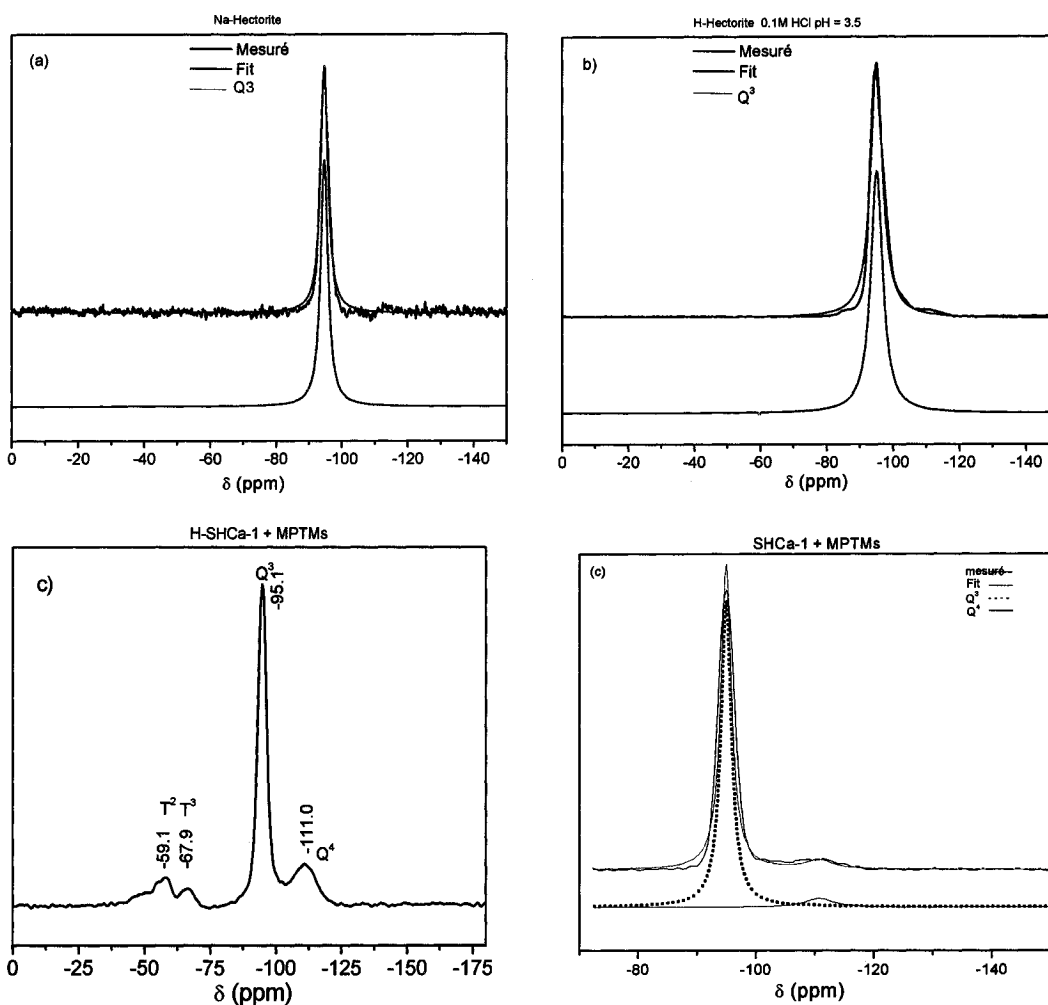 Na-Hectorite
(a)
Mesuré
Fit
Q3
0 -20 -40 -60 -80 -100 -120 -140
δ (ppm)
H-Hectorite 0.1M HCl pH = 3.5
b)
Mesuré
Fit
Q³
0 -20 -40 -60 -80 -100 -120 -140
δ (ppm)
H-SHCa-1 + MPTMs
c)
Q³
-95.1
T² T³
-59.1
-67.9
-111.0
Q⁴
0 -25 -50 -75 -100 -125 -150 -175
δ (ppm)
SHCa-1 + MPTMs
(c)
mesuré
Fit
Q³
Q⁴
-80 -100 -120 -140
δ (ppm)